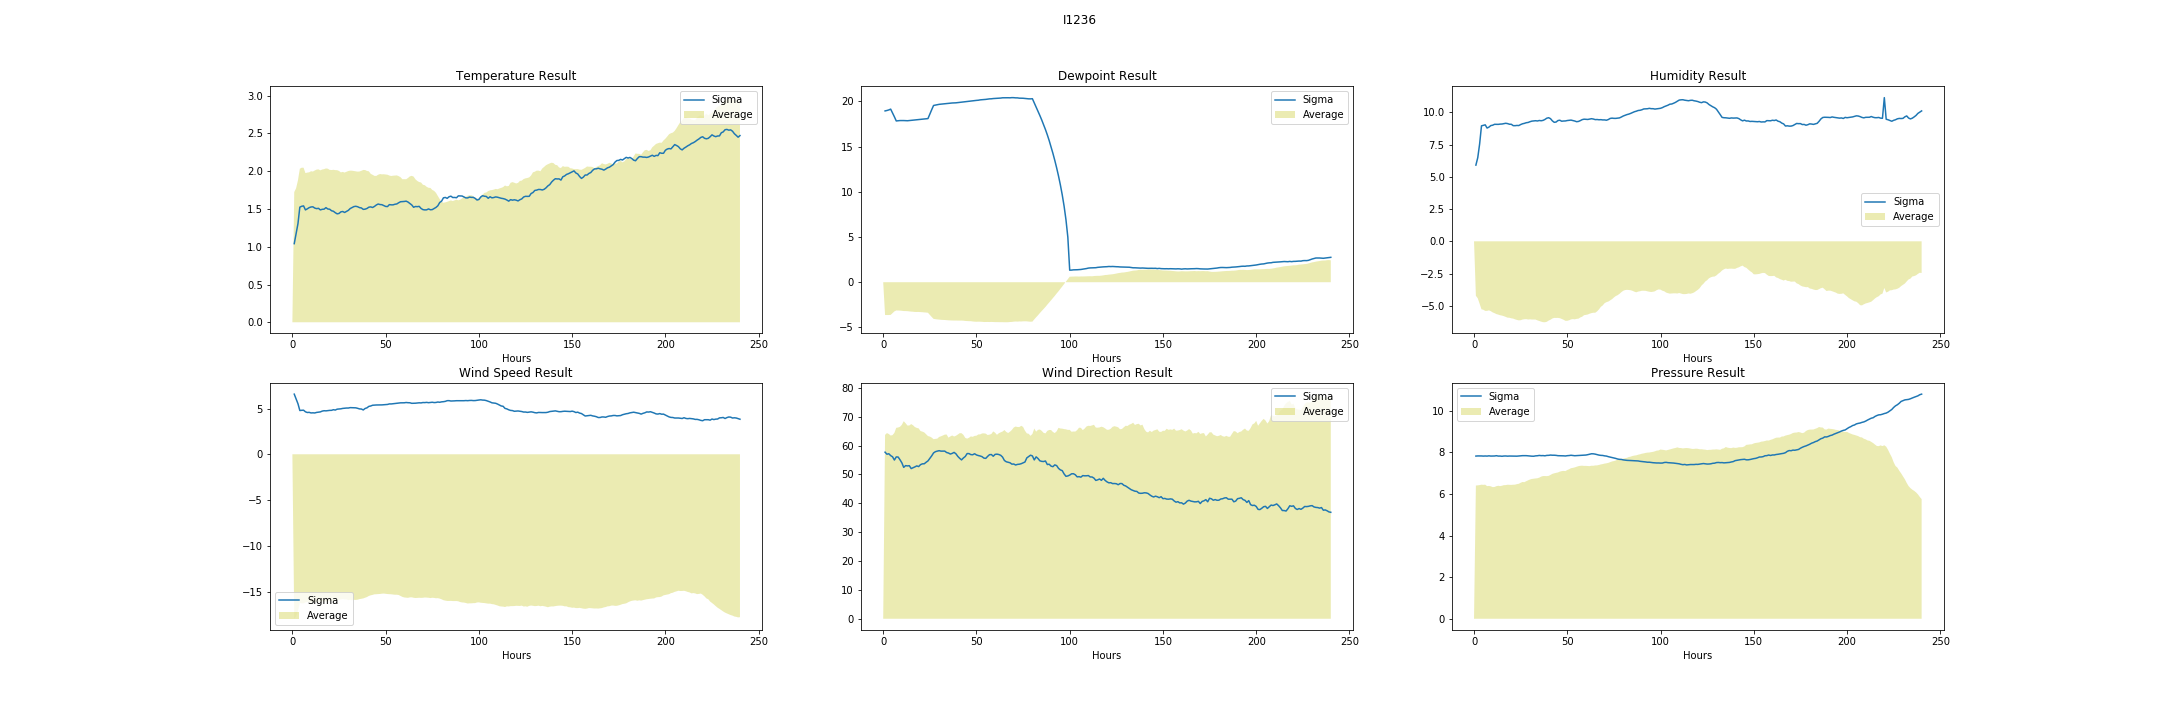 I1236
Temperature Result
3.0
2.5
2.0
1.5
1.0
0.5
0.0
Sigma
Average
0 50 100 150 200 250
Hours
Dewpoint Result
20
15
10
5
0
−5
Sigma
Average
0 50 100 150 200 250
Hours
Humidity Result
10.0
7.5
5.0
2.5
0.0
−2.5
−5.0
Sigma
Average
0 50 100 150 200 250
Hours
Wind Speed Result
5
0
−5
−10
−15
Sigma
Average
0 50 100 150 200 250
Hours
Wind Direction Result
80
70
60
50
40
30
20
10
0
Sigma
Average
0 50 100 150 200 250
Hours
Pressure Result
10
8
6
4
2
0
Sigma
Average
0 50 100 150 200 250
Hours